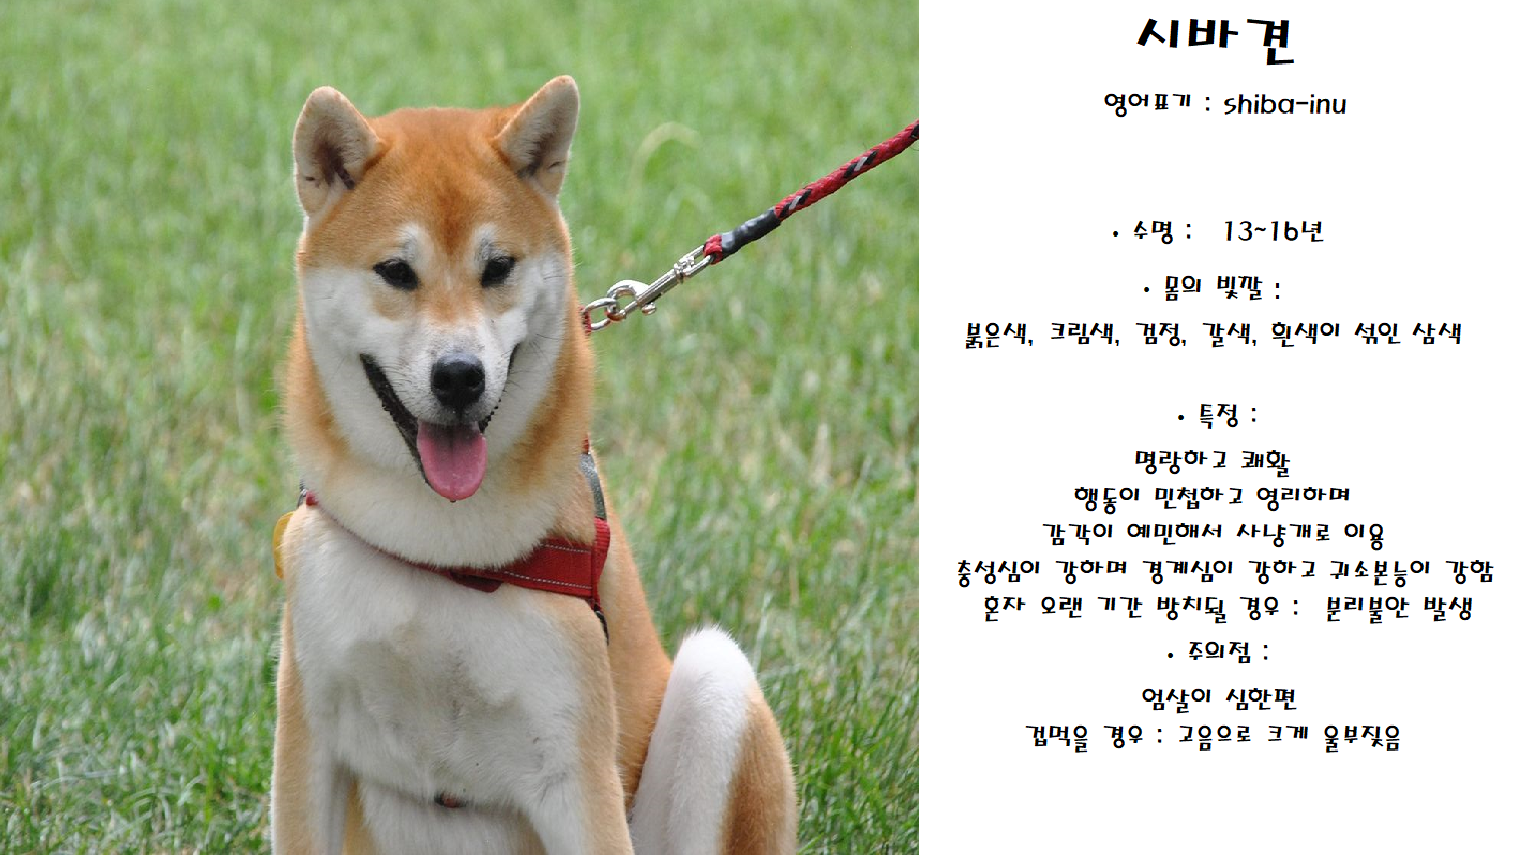 시바견
영어표기 : shiba-inu
• 수명 : 13~16년
• 몸의 빛깔 :
붉은색, 크림색, 검정, 갈색, 흰색이 섞인 삼색
• 특정 :
명랑하고 쾌활
행동이 민첩하고 영리하며
감각이 예민해서 사냥개로 이용
충성심이 강하며 경계심이 강하고 귀소본능이 강함
혼자 오랜 기간 방치될 경우 : 분리불안 발생
• 주의점 :
엄살이 심한편
겁먹을 경우 : 고음으로 크게 울부짖음